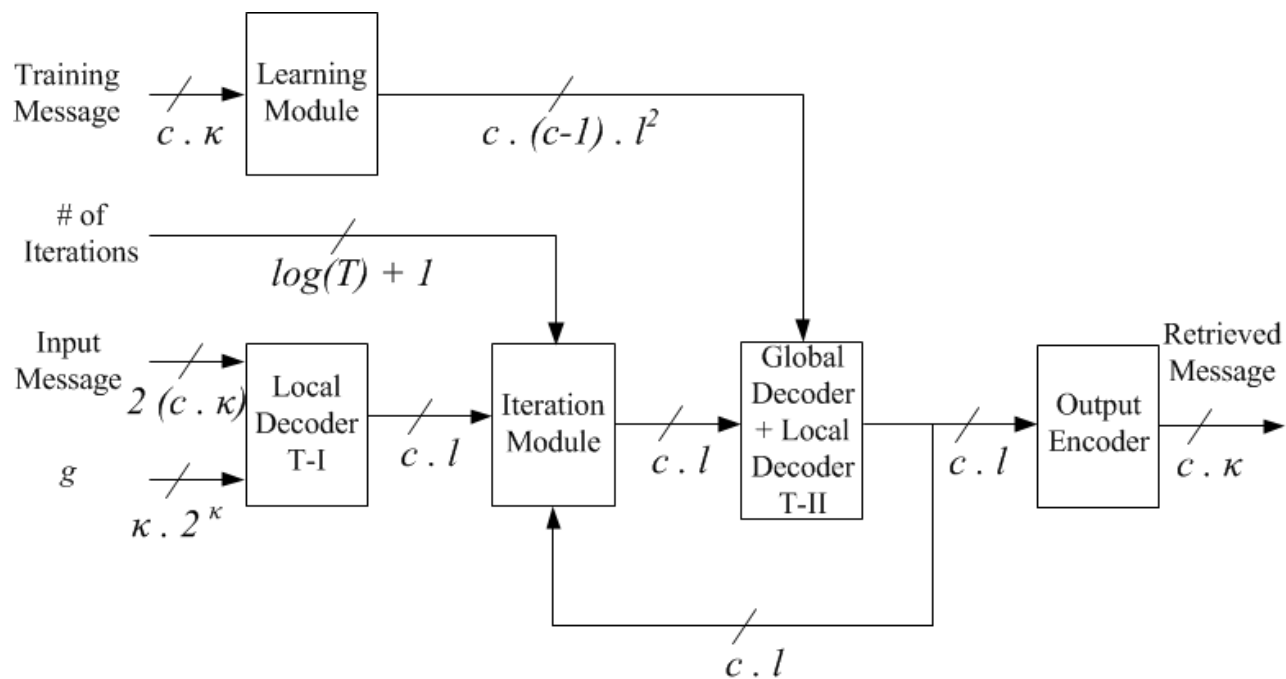 Training
Message
c . κ
Learning
Module
c . (c-1) . l²
# of
Iterations
log(T) + 1
Input
Message
2 (c . κ)
g
κ . 2^κ
Local
Decoder
T-I
c . l
Iteration
Module
c . l
Global
Decoder
+ Local
Decoder
T-II
c . l
c . l
Output
Encoder
Retrieved
Message
c . κ